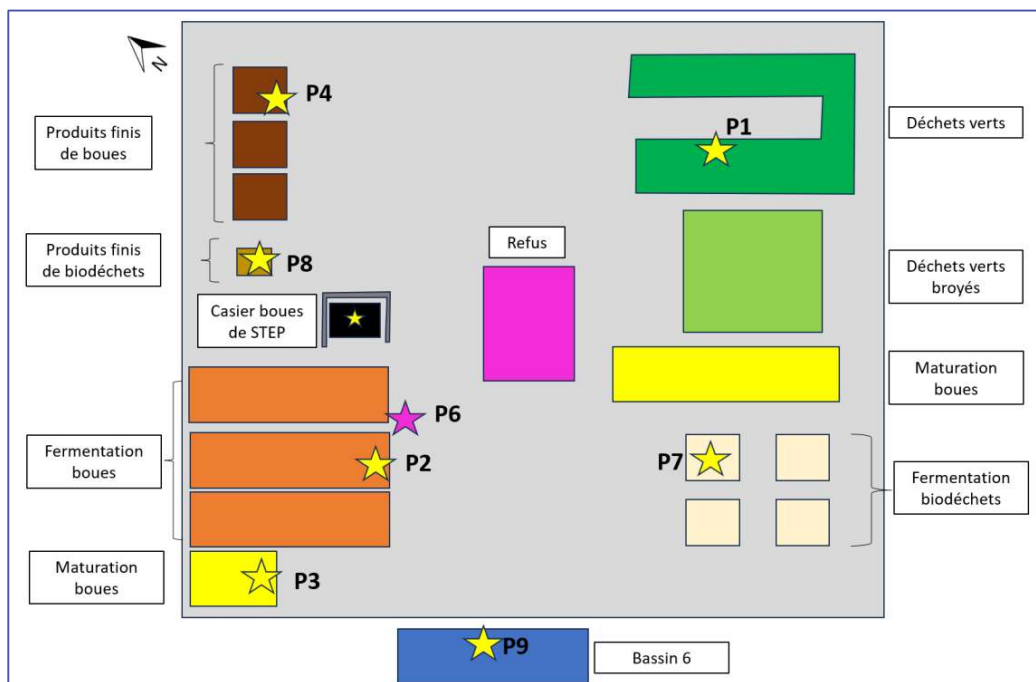 N
P4
P1
Produits finis
de boues
Déchets verts
Refus
Produits finis
de biodéchets
P8
Déchets verts
broyés
Casier boues
de STEP
Maturation
boues
P6
Fermentation
boues
P2
P7
Fermentation
biodéchets
Maturation
boues
P3
P9
Bassin 6